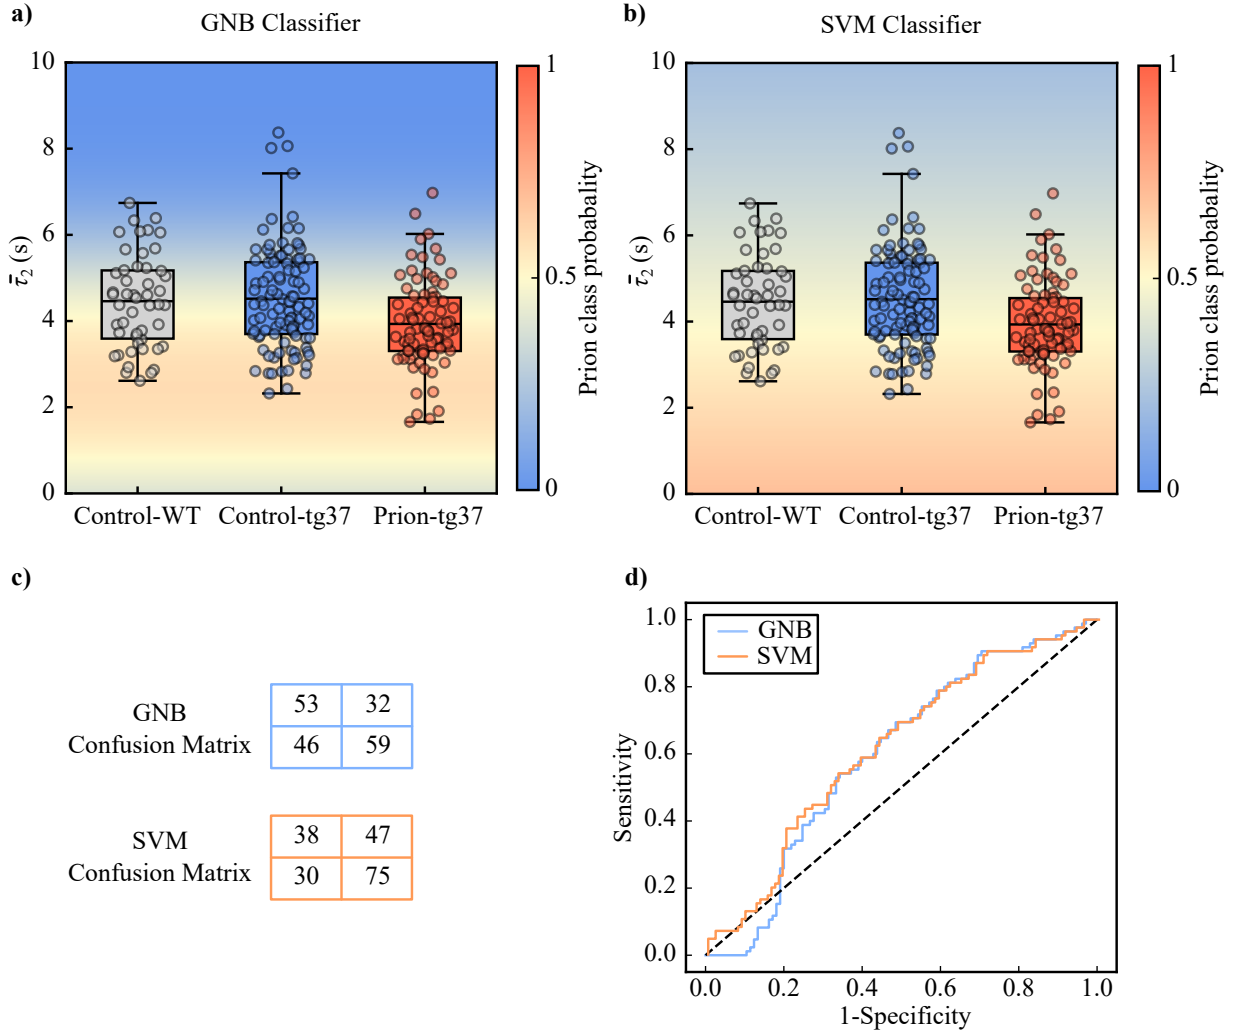 a)
GNB Classifier
10
8
6
4
2
0
τ̄₂ (s)
Control-WT Control-tg37 Prion-tg37
1
0.5
0
Prion class probabality
b)
SVM Classifier
10
8
6
4
2
0
τ̄₂ (s)
Control-WT Control-tg37 Prion-tg37
1
0.5
0
Prion class probabality
c)
GNB
Confusion Matrix
53 32
46 59
SVM
Confusion Matrix
38 47
30 75
d)
GNB
SVM
1.0
0.8
0.6
0.4
0.2
0.0
Sensitivity
0.0 0.2 0.4 0.6 0.8 1.0
1-Specificity